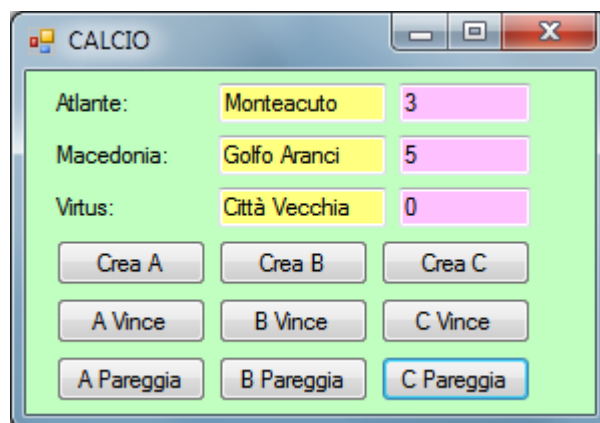 CALCIO
Atlante: Monteacuto 3
Macedonia: Golfo Aranci 5
Virtus: Città Vecchia 0
Crea A Crea B Crea C
A Vince B Vince C Vince
A Pareggia B Pareggia C Pareggia